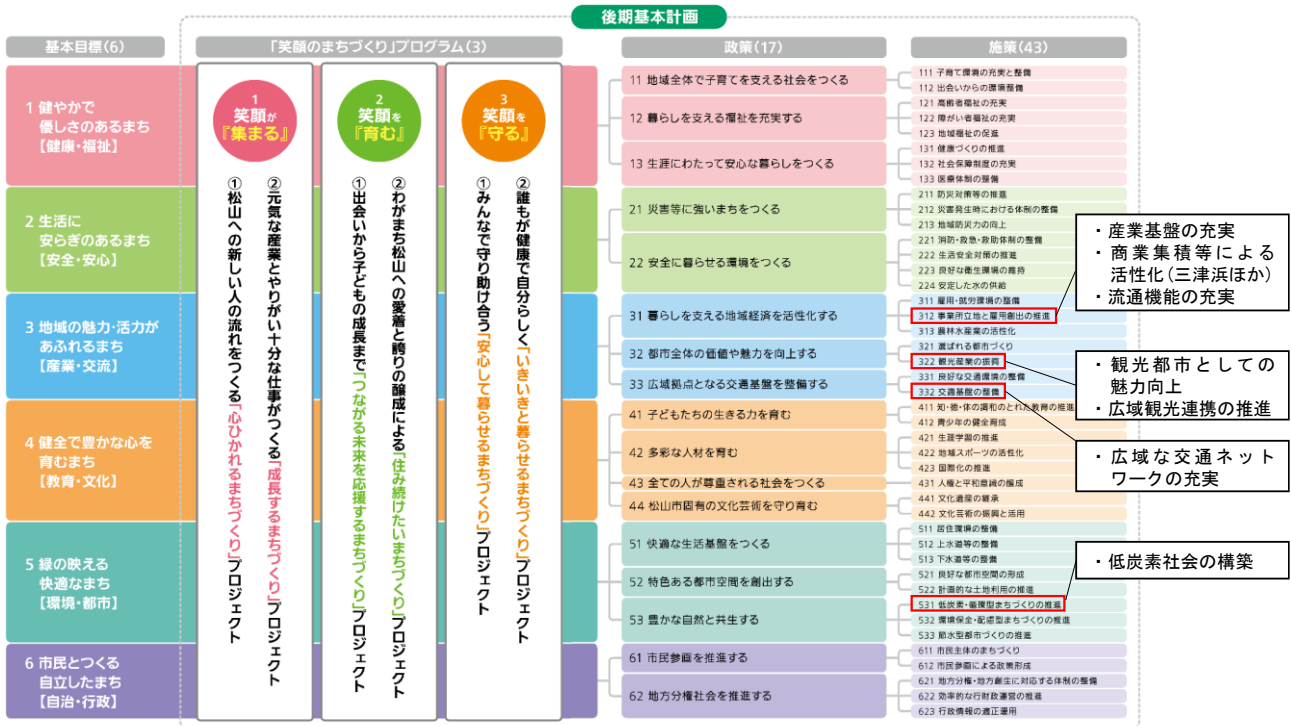 後期基本計画
基本目標(6)
「笑顔のまちづくり」プログラム(3)
政策(17)
施策(43)
1 健やかで
優しさのあるまち
【健康・福祉】
2 生活に
安らぎのあるまち
【安全・安心】
3 地域の魅力・活力が
あふれるまち
【産業・交流】
4 健全で豊かな心を
育むまち
【教育・文化】
5 緑の映える
快適なまち
【環境・都市】
6 市民とつくる
自立したまち
【自治・行政】
1
笑顔が
『集まる』
②元気な産業とやりがい十分な仕事がつくる「成長するまちづくり」プロジェクト
①松山への新しい人の流れをつくる「心ひかれるまちづくり」プロジェクト
2
笑顔を
『育む』
②わがまち松山への愛着と誇りの醸成による「住み続けたいまちづくり」プロジェクト
①出会いから子どもの成長まで「つながる未来を応援するまちづくり」プロジェクト
3
笑顔を
『守る』
②誰もが健康で自分らしく「いきいきと暮らせるまちづくり」プロジェクト
①みんなで守り助け合う「安心して暮らせるまちづくり」プロジェクト
11 地域全体で子育てを支える社会をつくる
12 暮らしを支える福祉を充実する
13 生涯にわたって安心な暮らしをつくる
21 災害等に強いまちをつくる
22 安全に暮らせる環境をつくる
31 暮らしを支える地域経済を活性化する
32 都市全体の価値や魅力を向上する
33 広域拠点となる交通基盤を整備する
41 子どもたちの生きる力を育む
42 多彩な人材を育む
43 全ての人が尊重される社会をつくる
44 松山市固有の文化芸術を守り育む
51 快適な生活基盤をつくる
52 特色ある都市空間を創出する
53 豊かな自然と共生する
61 市民参画を推進する
62 地方分権社会を推進する
111 子育て環境の充実と整備
112 出会いからの環境整備
121 高齢者福祉の充実
122 障がい者福祉の充実
123 地域福祉の促進
131 健康づくりの推進
132 社会保障制度の充実
133 医療体制の整備
211 防災対策等の推進
212 災害発生時における体制の整備
213 地域防災力の向上
221 消防・救急・救助体制の整備
222 生活安全対策の推進
223 良好な衛生環境の維持
224 安定した水の供給
311 雇用・就労環境の整備
312 事業所立地と雇用創出の推進
313 農林水産業の活性化
321 選ばれる都市づくり
322 観光産業の振興
331 良好な交通環境の整備
332 交通基盤の整備
411 知・徳・体の調和のとれた教育の推進
412 青少年の健全育成
421 生涯学習の推進
422 地域スポーツの活性化
423 国際化の推進
431 人権と平和意識の醸成
441 文化遺産の継承
442 文化芸術の振興と活用
511 居住環境の整備
512 上水道等の整備
513 下水道等の整備
521 良好な都市空間の形成
522 計画的な土地利用の推進
531 低炭素・循環型まちづくりの推進
532 環境保全・配慮型まちづくりの推進
533 節水型都市づくりの推進
611 市民主体のまちづくり
612 市民参画による政策形成
621 地方分権・地方創生に対応する体制の整備
622 効率的な行財政運営の推進
623 行政情報の適正運用
・産業基盤の充実
・商業集積等による
活性化(三津浜ほか)
・流通機能の充実
・観光都市としての
魅力向上
・広域観光連携の推進
・広域な交通ネット
ワークの充実
・低炭素社会の構築